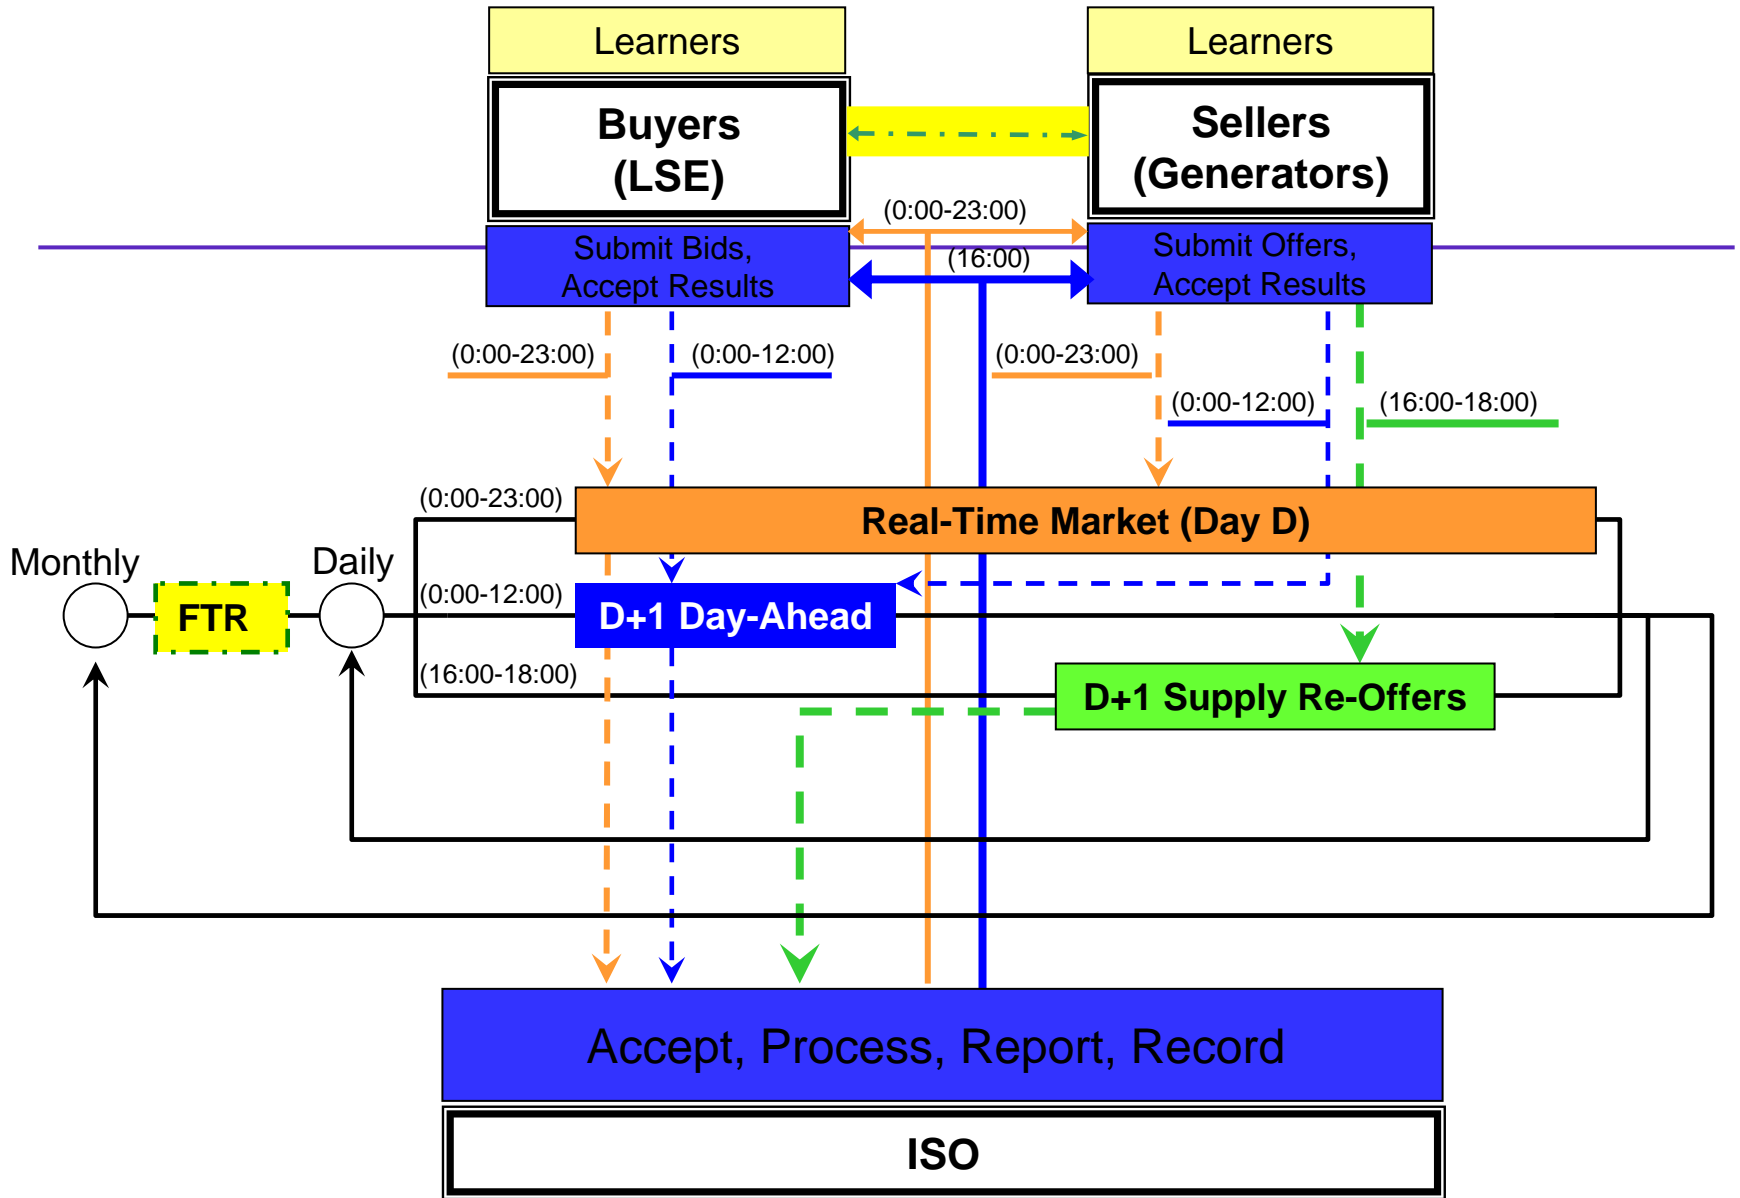 Learners
Learners
Buyers
(LSE)
Sellers
(Generators)
(0:00-23:00)
Submit Bids,
Accept Results
(16:00)
Submit Offers,
Accept Results
(0:00-23:00)
(0:00-12:00)
(0:00-23:00)
(0:00-12:00)
(16:00-18:00)
(0:00-23:00)
Real-Time Market (Day D)
Monthly
Daily
FTR
(0:00-12:00)
D+1 Day-Ahead
(16:00-18:00)
D+1 Supply Re-Offers
Accept, Process, Report, Record
ISO